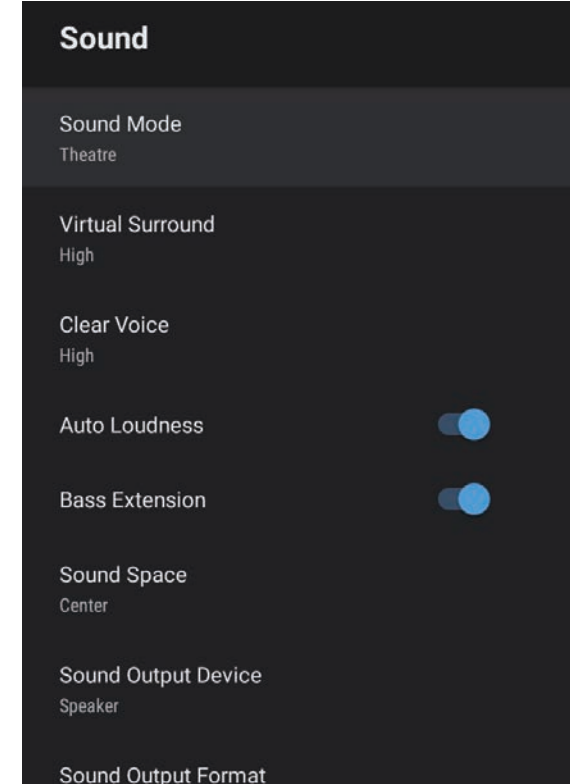 Sound
Sound Mode
Theatre
Virtual Surround
High
Clear Voice
High
Auto Loudness
Bass Extension
Sound Space
Center
Sound Output Device
Speaker
Sound Output Format